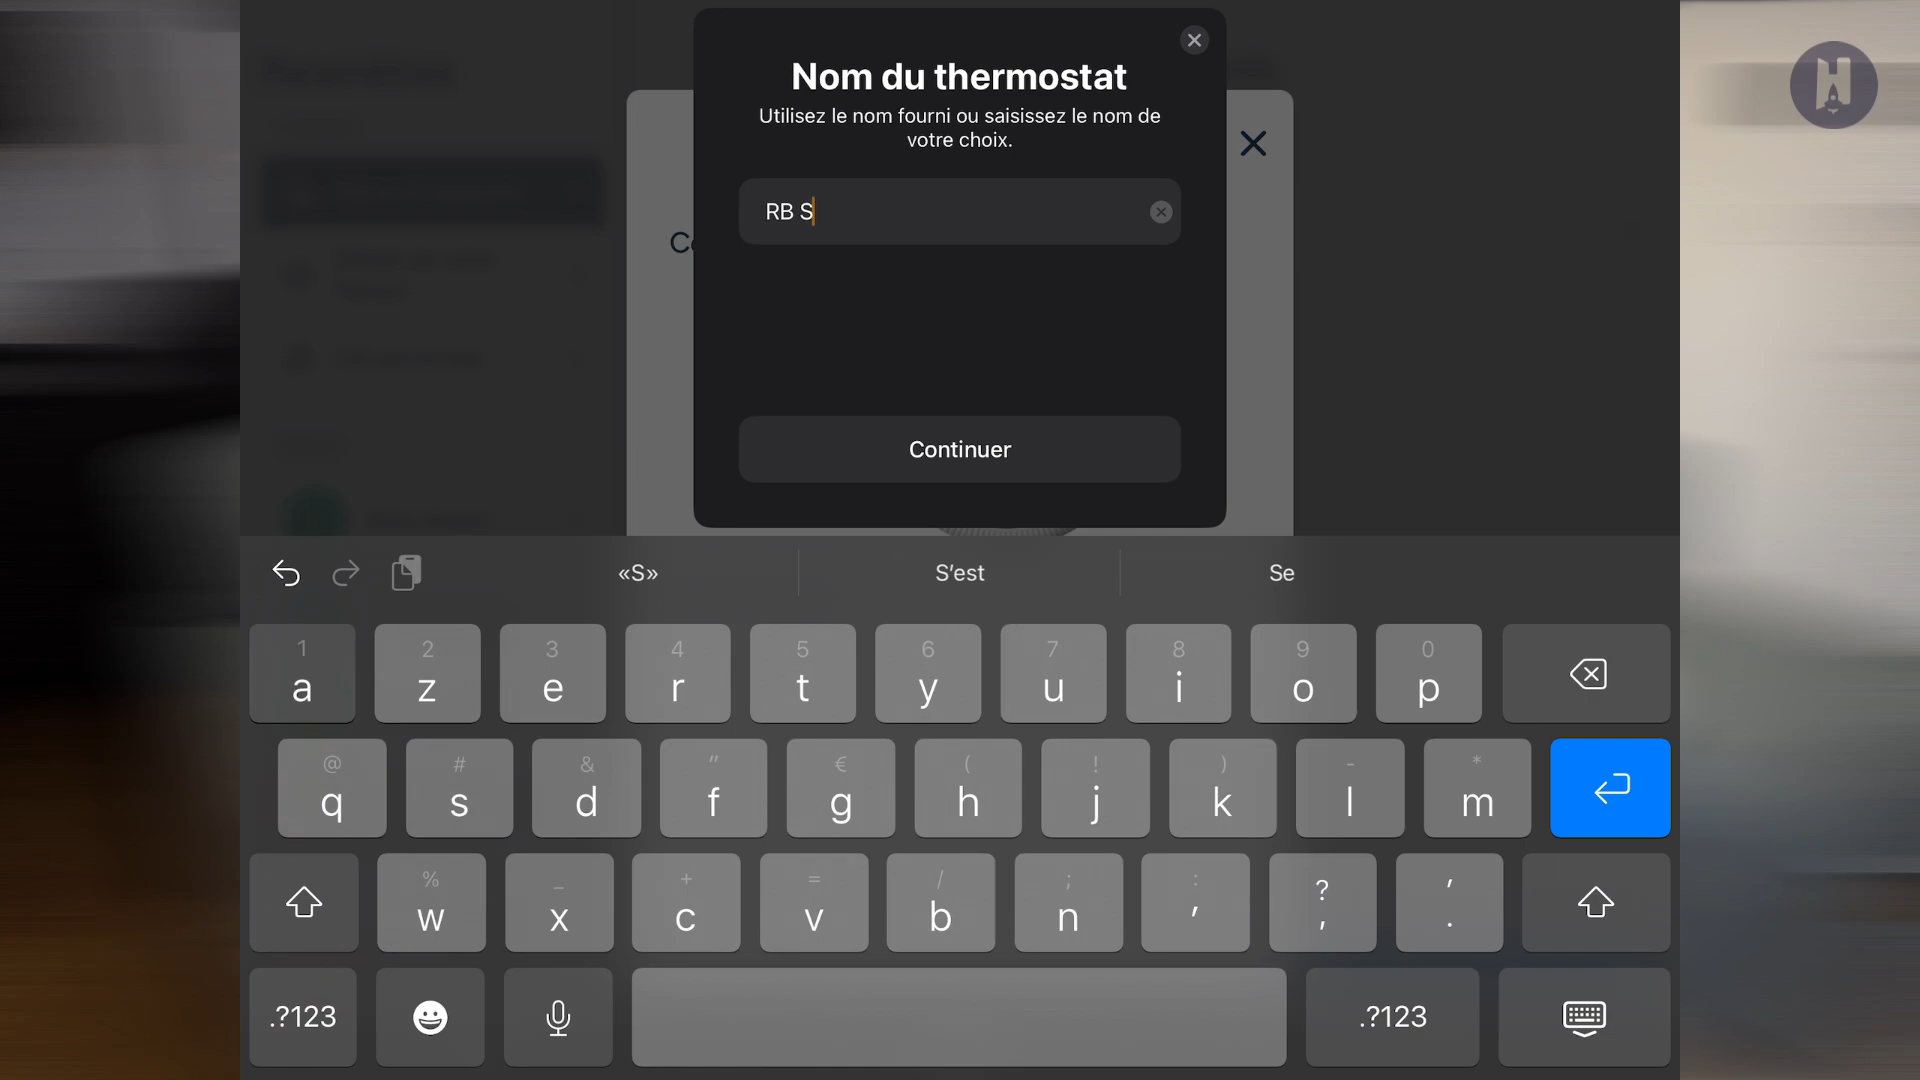 Nom du thermostat
Utilisez le nom fourni ou saisissez le nom de
votre choix.
RB S
Continuer
«S» S'est Se
1 2 3 4 5 6 7 8 9 0
a z e r t y u i o p
@ # & " € ( ! ) - *
q s d f g h j k l m
% _ + = / ; : ? '
w x c v b n ' , .
.?123 .?123